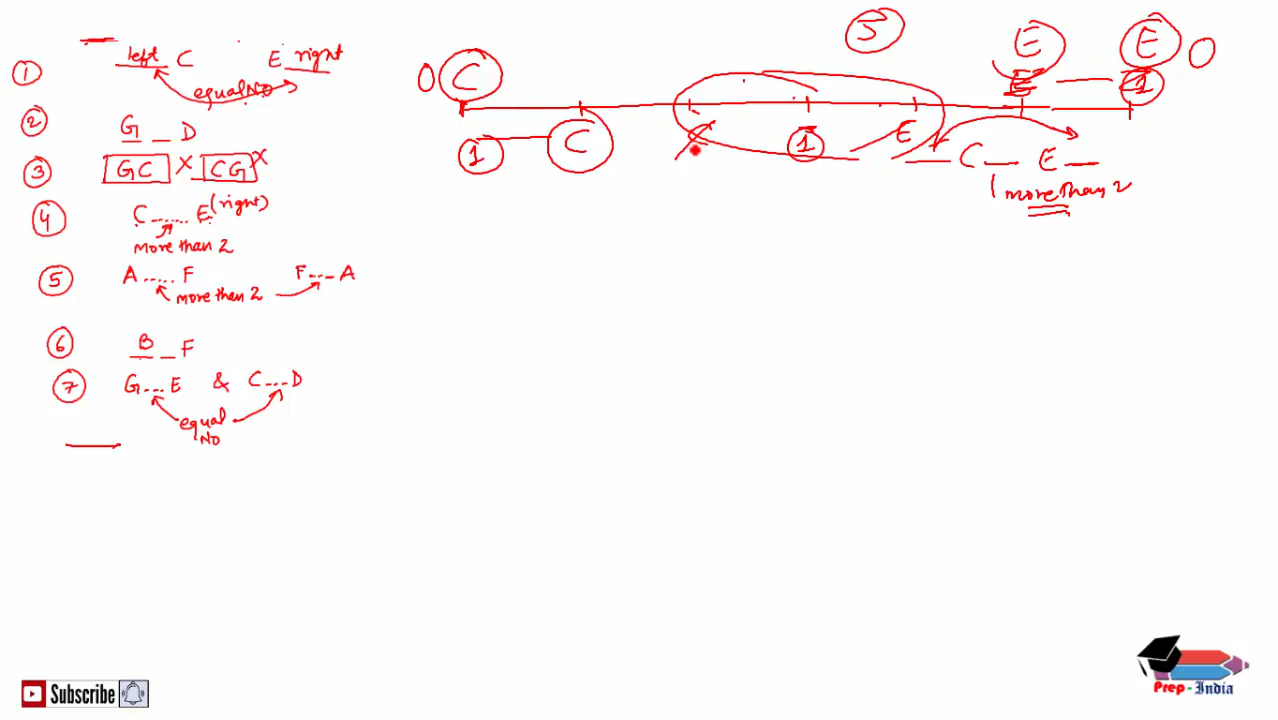 ① left C E right
equal No
② G _ D
③ GC × CG ×
④ C ...... E (right)
more than 2
⑤ A ..... F F ... A
more than 2
⑥ B _ F
⑦ G ... E & C ... D
equal
No
5
0 C E E 0
E 1
1 C 1 E
_ C _ E _
more than 2
Subscribe
Prep-India